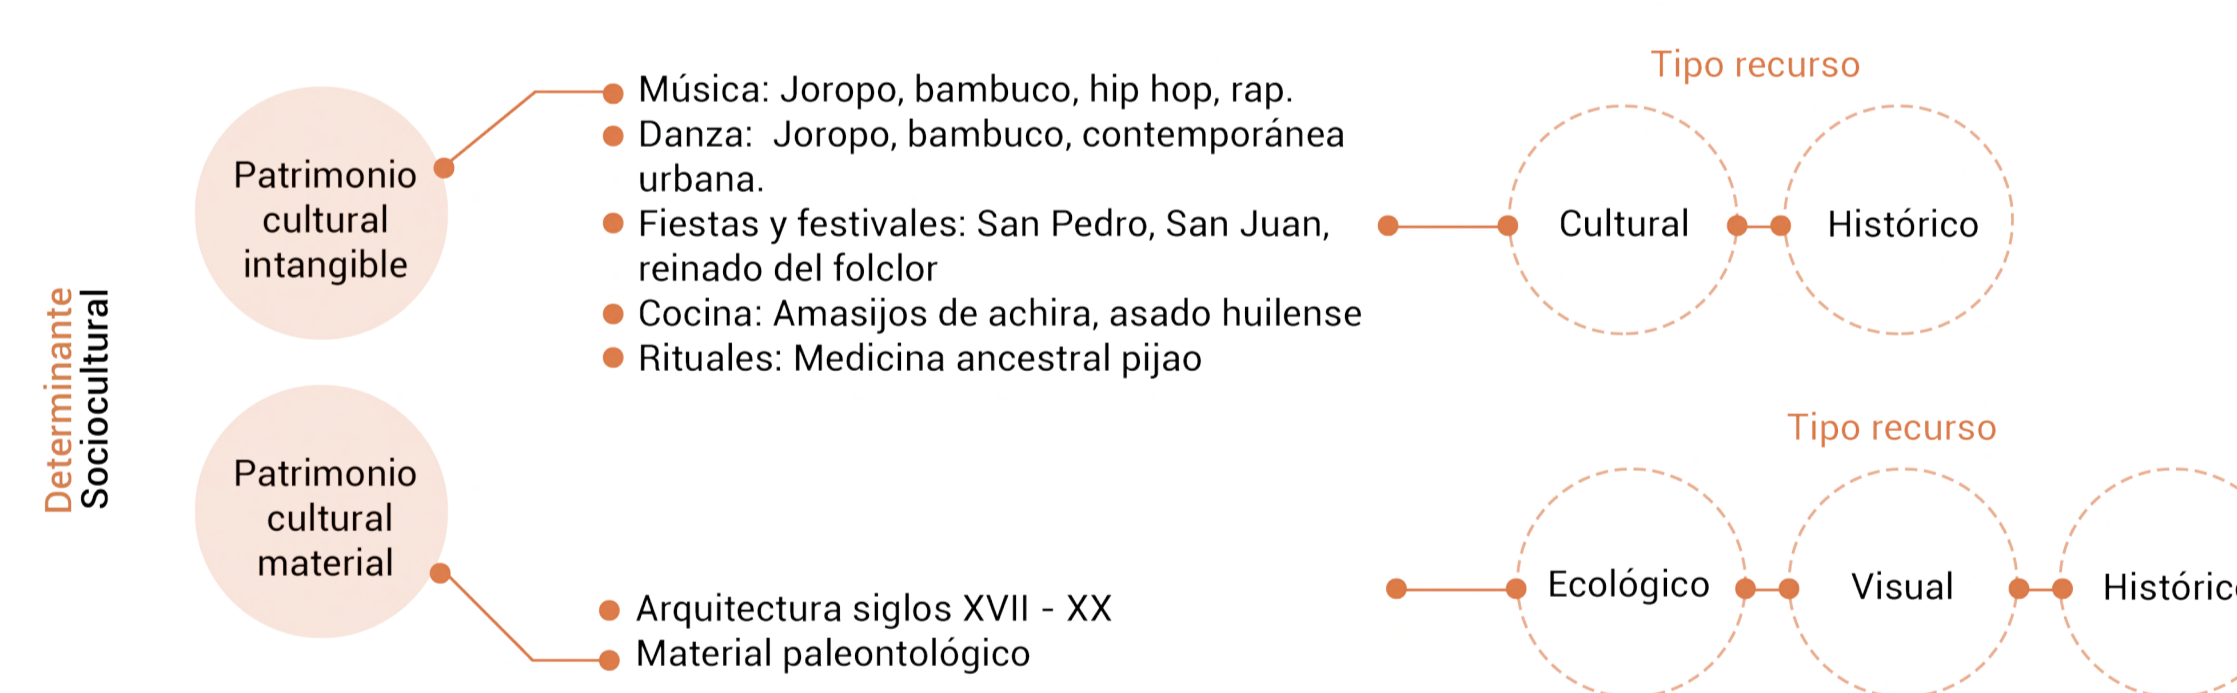 Determinante
Sociocultural
Patrimonio
cultural
intangible
Música: Joropo, bambuco, hip hop, rap.
Danza:  Joropo, bambuco, contemporánea
urbana.
Fiestas y festivales: San Pedro, San Juan,
reinado del folclor
Cocina: Amasijos de achira, asado huilense
Rituales: Medicina ancestral pijao
Tipo recurso
Cultural
Histórico
Patrimonio
cultural
material
Arquitectura siglos XVII - XX
Material paleontológico
Tipo recurso
Ecológico
Visual